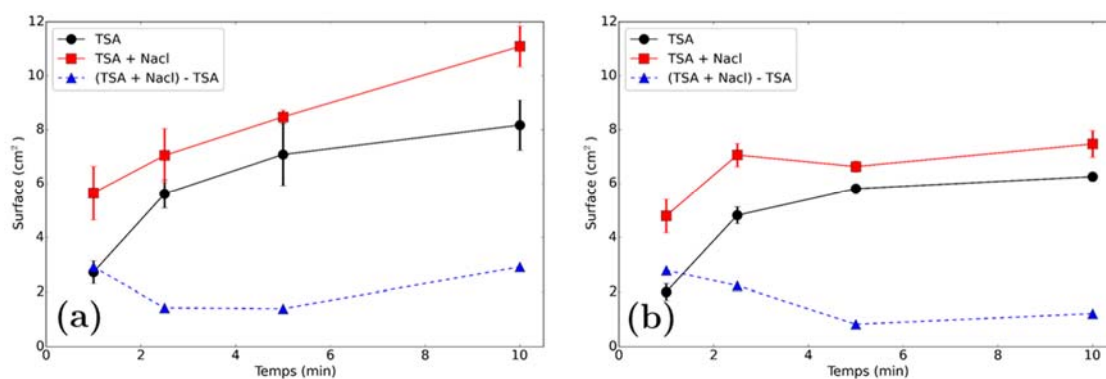 12
10
8
6
4
2
0
Surface (cm²)
TSA
TSA + Nacl
(TSA + Nacl) - TSA
(a)
0 2 4 6 8 10
Temps (min)
12
10
8
6
4
2
0
Surface (cm²)
TSA
TSA + Nacl
(TSA + Nacl) - TSA
(b)
0 2 4 6 8 10
Temps (min)